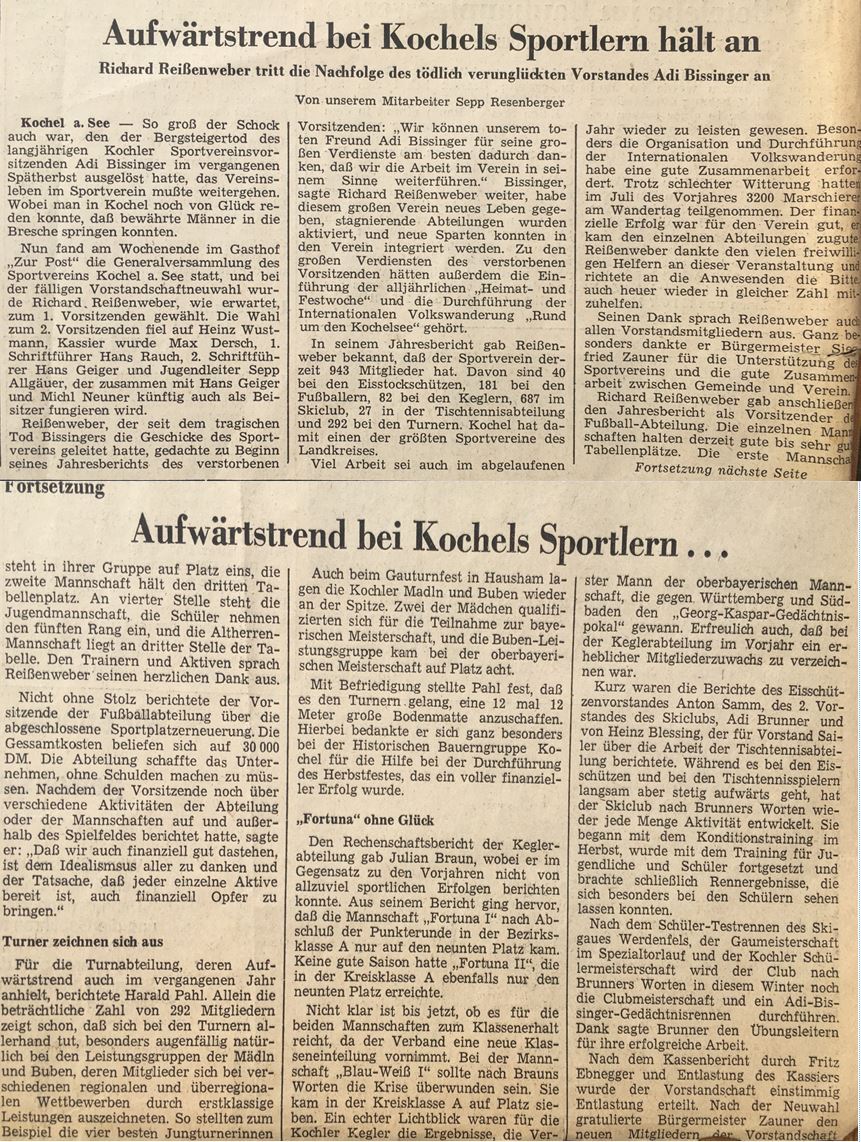 Aufwärtstrend bei Kochels Sportlern hält an
Richard Reißenweber tritt die Nachfolge des tödlich verunglückten Vorstandes Adi Bissinger an
Von unserem Mitarbeiter Sepp Resenberger
Kochel a. See — So groß der Schock
auch war, den der Bergsteigertod des
langjährigen Kochler Sportvereinsvor-
sitzenden Adi Bissinger im vergangenen
Spätherbst ausgelöst hatte, das Vereins-
leben im Sportverein mußte weitergehen.
Wobei man in Kochel noch von Glück re-
den konnte, daß bewährte Männer in die
Bresche springen konnten.
Nun fand am Wochenende im Gasthof
„Zur Post“ die Generalversammlung des
Sportvereins Kochel a. See statt, und bei
der fälligen Vorstandschaftneuwahl wur-
de Richard Reißenweber, wie erwartet,
zum 1. Vorsitzenden gewählt. Die Wahl
zum 2. Vorsitzenden fiel auf Heinz Wust-
mann, Kassier wurde Max Dersch, 1.
Schriftführer Hans Rauch, 2. Schriftfüh-
rer Hans Geiger und Jugendleiter Sepp
Allgäuer, der zusammen mit Hans Geiger
und Michl Neuner künftig auch als Bei-
sitzer fungieren wird.
Reißenweber, der seit dem tragischen
Tod Bissingers die Geschicke des Sport-
vereins geleitet hatte, gedachte zu Beginn
seines Jahresberichts des verstorbenen
Vorsitzenden: „Wir können unserem to-
ten Freund Adi Bissinger für seine gro-
ßen Verdienste am besten dadurch dan-
ken, daß wir die Arbeit im Verein in sei-
nem Sinne weiterführen.“ Bissinger,
sagte Richard Reißenweber weiter, habe
diesem großen Verein neues Leben gege-
ben, stagnierende Abteilungen wurden
aktiviert, und neue Sparten konnten in
den Verein integriert werden. Zu den
großen Verdiensten des verstorbenen
Vorsitzenden hätten außerdem die Ein-
führung der alljährlichen „Heimat- und
Festwoche“ und die Durchführung der
Internationalen Volkswanderung „Rund
um den Kochelsee“ gehört.
In seinem Jahresbericht gab Reißen-
weber bekannt, daß der Sportverein der-
zeit 943 Mitglieder hat. Davon sind 40
bei den Eisstockschützen, 181 bei den
Fußballern, 82 bei den Keglern, 687 im
Skiclub, 27 in der Tischtennisabteilung
und 292 bei den Turnern. Kochel hat da-
mit einen der größten Sportvereine des
Landkreises.
Viel Arbeit sei auch im abgelaufenen
Jahr wieder zu leisten gewesen. Beson-
ders die Organisation und Durchführung
der Internationalen Volkswanderung
habe eine gute Zusammenarbeit erfor-
dert. Trotz schlechter Witterung hatten
im Juli des Vorjahres 3200 Marschierer
am Wandertag teilgenommen. Der finan-
zielle Erfolg war für den Verein gut, er
kam den einzelnen Abteilungen zugute.
Reißenweber dankte den vielen freiwilli-
gen Helfern an dieser Veranstaltung und
richtete an die Anwesenden die Bitte,
auch heuer wieder in gleicher Zahl mit-
zuhelfen.
Seinen Dank sprach Reißenweber auch
allen Vorstandsmitgliedern aus. Ganz be-
sonders dankte er Bürgermeister Sieg-
fried Zauner für die Unterstützung des
Sportvereins und die gute Zusammen-
arbeit zwischen Gemeinde und Verein.
Richard Reißenweber gab anschließend
den Jahresbericht als Vorsitzender der
Fußball-Abteilung. Die einzelnen Mann-
schaften halten derzeit gute bis sehr gute
Tabellenplätze. Die erste Mannschaft
Fortsetzung nächste Seite
Fortsetzung
Aufwärtstrend bei Kochels Sportlern . . .
steht in ihrer Gruppe auf Platz eins, die
zweite Mannschaft hält den dritten Ta-
bellenplatz. An vierter Stelle steht die
Jugendmannschaft, die Schüler nehmen
den fünften Rang ein, und die Altherren-
Mannschaft liegt an dritter Stelle der Ta-
belle. Den Trainern und Aktiven sprach
Reißenweber seinen herzlichen Dank aus.
Nicht ohne Stolz berichtete der Vor-
sitzende der Fußballabteilung über die
abgeschlossene Sportplatzerneuerung. Die
Gesamtkosten beliefen sich auf 30 000
DM. Die Abteilung schaffte das Unter-
nehmen, ohne Schulden machen zu müs-
sen. Nachdem der Vorsitzende noch über
verschiedene Aktivitäten der Abteilung
oder der Mannschaften auf und außer-
halb des Spielfeldes berichtet hatte, sagte
er: „Daß wir auch finanziell gut dastehen,
ist dem Idealismsus aller zu danken und
der Tatsache, daß jeder einzelne Aktive
bereit ist, auch finanziell Opfer zu
bringen.“
Turner zeichnen sich aus
Für die Turnabteilung, deren Auf-
wärtstrend auch im vergangenen Jahr
anhielt, berichtete Harald Pahl. Allein die
beträchtliche Zahl von 292 Mitgliedern
zeigt schon, daß sich bei den Turnern al-
lerhand tut, besonders augenfällig natür-
lich bei den Leistungsgruppen der Mädln
und Buben, deren Mitglieder sich bei ver-
schiedenen regionalen und überregiona-
len Wettbewerben durch erstklassige
Leistungen auszeichneten. So stellten zum
Beispiel die vier besten Jungturnerinnen
Auch beim Gauturnfest in Hausham la-
gen die Kochler Madln und Buben wieder
an der Spitze. Zwei der Mädchen qualifi-
zierten sich für die Teilnahme zur baye-
rischen Meisterschaft, und die Buben-Lei-
stungsgruppe kam bei der oberbayeri-
schen Meisterschaft auf Platz acht.
Mit Befriedigung stellte Pahl fest, daß
es den Turnern gelang, eine 12 mal 12
Meter große Bodenmatte anzuschaffen.
Hierbei bedankte er sich ganz besonders
bei der Historischen Bauerngruppe Ko-
chel für die Hilfe bei der Durchführung
des Herbstfestes, das ein voller finanziel-
ler Erfolg wurde.
„Fortuna“ ohne Glück
Den Rechenschaftsbericht der Kegler-
abteilung gab Julian Braun, wobei er im
Gegensatz zu den Vorjahren nicht von
allzuviel sportlichen Erfolgen berichten
konnte. Aus seinem Bericht ging hervor,
daß die Mannschaft „Fortuna I“ nach Ab-
schluß der Punkterunde in der Bezirks-
klasse A nur auf den neunten Platz kam.
Keine gute Saison hatte „Fortuna II“, die
in der Kreisklasse A ebenfalls nur den
neunten Platz erreichte.
Nicht klar ist bis jetzt, ob es für die
beiden Mannschaften zum Klassenerhalt
reicht, da der Verband eine neue Klas-
seneinteilung vornimmt. Bei der Mann-
schaft „Blau-Weiß I“ sollte nach Brauns
Worten die Krise überwunden sein. Sie
kam in der Kreisklasse A auf Platz sie-
ben. Ein echter Lichtblick waren für die
Kochler Kegler die Ergebnisse, die Ver-
ster Mann der oberbayerischen Mann-
schaft, die gegen Württemberg und Süd-
baden den „Georg-Kaspar-Gedächtnis-
pokal“ gewann. Erfreulich auch, daß bei
der Keglerabteilung im Vorjahr ein er-
heblicher Mitgliederzuwachs zu verzeich-
nen war.
Kurz waren die Berichte des Eisschüt-
zenvorstandes Anton Samm, des 2. Vor-
standes des Skiclubs, Adi Brunner und
von Heinz Blessing, der für Vorstand Sai-
ler über die Arbeit der Tischtennisabtei-
lung berichtete. Während es bei den Eis-
schützen und bei den Tischtennisspielern
langsam aber stetig aufwärts geht, hat
der Skiclub nach Brunners Worten wie-
der jede Menge Aktivität entwickelt. Sie
begann mit dem Konditionstraining im
Herbst, wurde mit dem Training für Ju-
gendliche und Schüler fortgesetzt und
brachte schließlich Rennergebnisse, die
sich besonders bei den Schülern sehen
lassen konnten.
Nach dem Schüler-Testrennen des Ski-
gaues Werdenfels, der Gaumeisterschaft
im Spezialtorlauf und der Kochler Schü-
lermeisterschaft wird der Club nach
Brunners Worten in diesem Winter noch
die Clubmeisterschaft und ein Adi-Bis-
singer-Gedächtnisrennen durchführen.
Dank sagte Brunner den Übungsleitern
für ihre erfolgreiche Arbeit.
Nach dem Kassenbericht durch Fritz
Ebnegger und Entlastung des Kassiers
wurde der Vorstandschaft einstimmig
Entlastung erteilt. Nach der Neuwahl
gratulierte Bürgermeister Zauner den
neuen Mitgliedern der Vorstandschaft